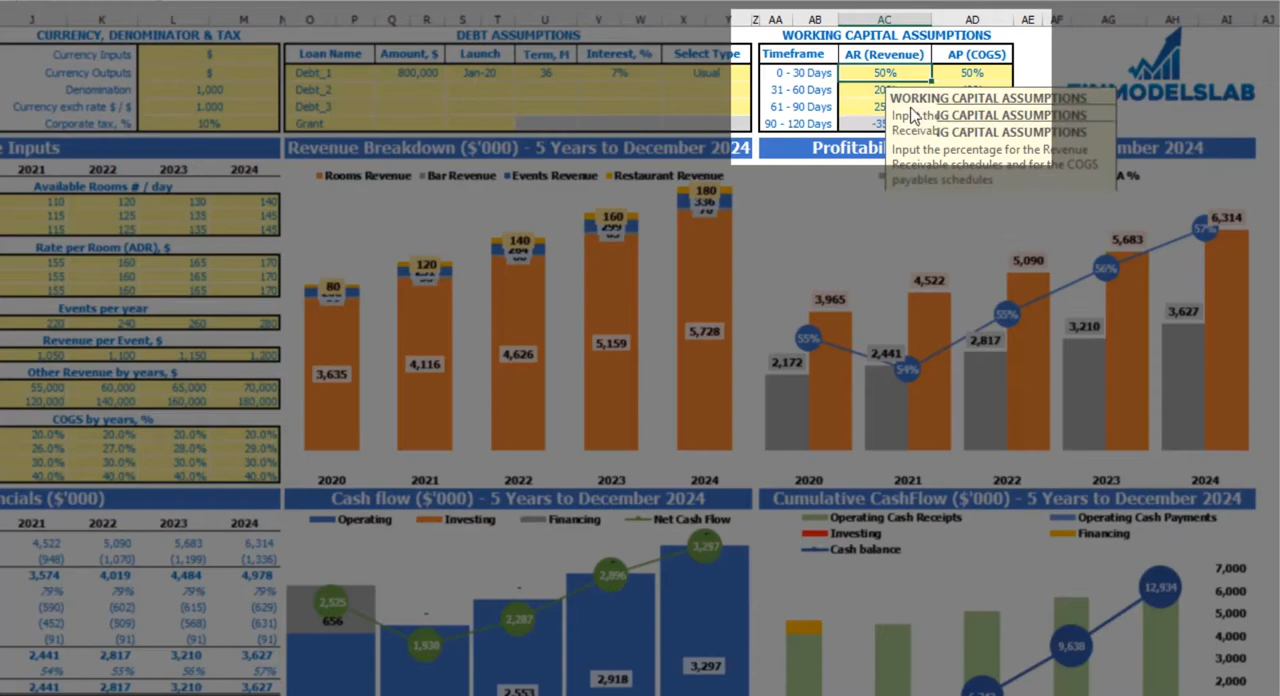 J K L M N O P Q R S T U V W X Y Z AA AB AC AD AE AF AG AH AI AJ
CURRENCY, DENOMINATOR & TAX
Currency Inputs $
Currency Outputs $
Denomination 1,000
Currency exch rate $ / $ 1.000
Corporate tax, % 10%
DEBT ASSUMPTIONS
Loan Name Amount, $ Launch Term, M Interest, % Select Type
Debt_1 800,000 Jan-20 36 7% Usual
Debt_2
Debt_3
Grant
WORKING CAPITAL ASSUMPTIONS
Timeframe AR (Revenue) AP (COGS)
0 - 30 Days 50% 50%
31 - 60 Days
61 - 90 Days
90 - 120 Days
WORKING CAPITAL ASSUMPTIONS
IG CAPITAL ASSUMPTIONS
Receivab IG CAPITAL ASSUMPTIONS
Input the percentage for the Revenue
Receivable schedules and for the COGS
payables schedules
MODELSLAB
e Inputs
2021 2022 2023 2024
Available Rooms # / day
110 120 130 140
115 125 135 145
115 125 135 145
Rate per Room (ADR), $
155 160 165 170
155 160 165 170
155 160 165 170
Events per year
220 240 260 280
Revenue per Event, $
1,050 1,100 1,150 1,200
Other Revenue by years, $
55,000 60,000 65,000 70,000
120,000 140,000 160,000 180,000
COGS by years, %
20.0% 20.0% 20.0% 20.0%
26.0% 27.0% 28.0% 29.0%
30.0% 30.0% 30.0% 30.0%
40.0% 40.0% 40.0% 40.0%
Revenue Breakdown ($'000) - 5 Years to December 2024
Rooms Revenue Bar Revenue Events Revenue Restaurant Revenue
80 120 140 160 180
336
3,635 4,116 4,626 5,159 5,728
2020 2021 2022 2023 2024
Profitabi
mber 2024
A %
3,965 4,522 5,090 5,683 6,314
55% 54% 55% 56% 57%
2,172 2,441 2,817 3,210 3,627
2020 2021 2022 2023 2024
ncials ($'000)
2021 2022 2023 2024
4,522 5,090 5,683 6,314
(948) (1,070) (1,199) (1,336)
3,574 4,019 4,484 4,978
79% 79% 79% 79%
(590) (602) (615) (629)
(452) (509) (568) (631)
(91) (91) (91) (91)
2,441 2,817 3,210 3,627
54% 55% 56% 57%
2,441 2,817 3,210 3,627
Cash flow ($'000) - 5 Years to December 2024
Operating Investing Financing Net Cash Flow
2,525 1,930 2,287 2,896 3,297
656
-
-
2,553 2,918 3,297
Cumulative CashFlow ($'000) - 5 Years to December 2024
Operating Cash Receipts Operating Cash Payments
Investing Financing
Cash balance
12,934
9,638
7,000
6,000
5,000
4,000
3,000
2,000